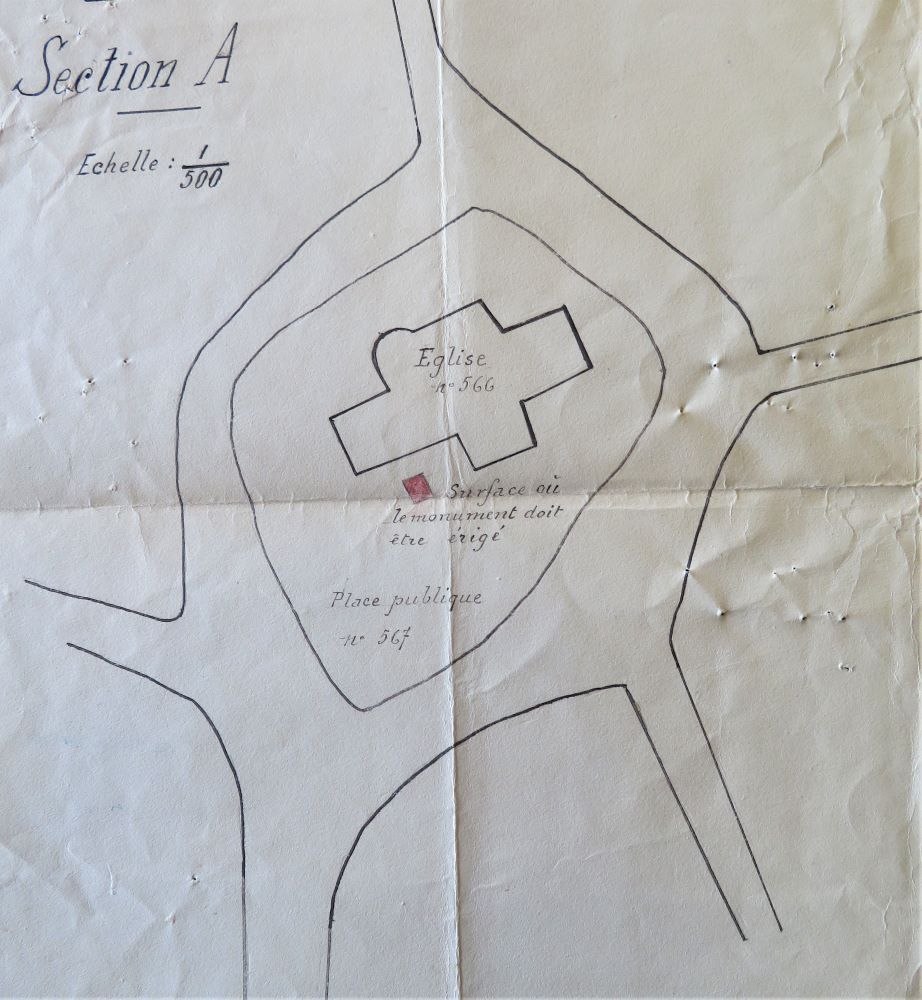 Section A
Echelle : 1/500
Eglise
n° 566
Surface où
le monument doit
être érigé
Place publique
n° 567